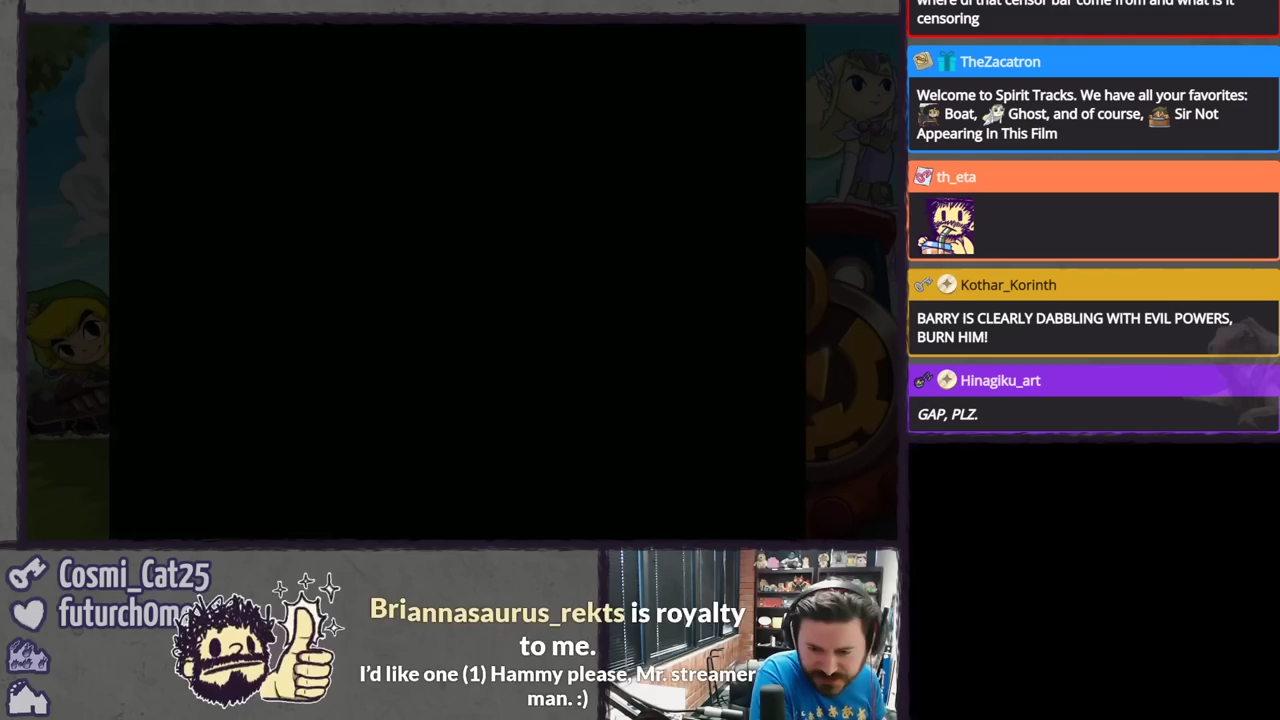 where di that censor bar come from and what is it
censoring
TheZacatron
Welcome to Spirit Tracks. We have all your favorites:
Boat, Ghost, and of course, Sir Not
Appearing In This Film
th_eta
Kothar_Korinth
BARRY IS CLEARLY DABBLING WITH EVIL POWERS,
BURN HIM!
Hinagiku_art
GAP, PLZ.
Cosmi_Cat25
futurch0m
Briannasaurus_rekts is royalty
to me.
I'd like one (1) Hammy please, Mr. streamer
man. :)